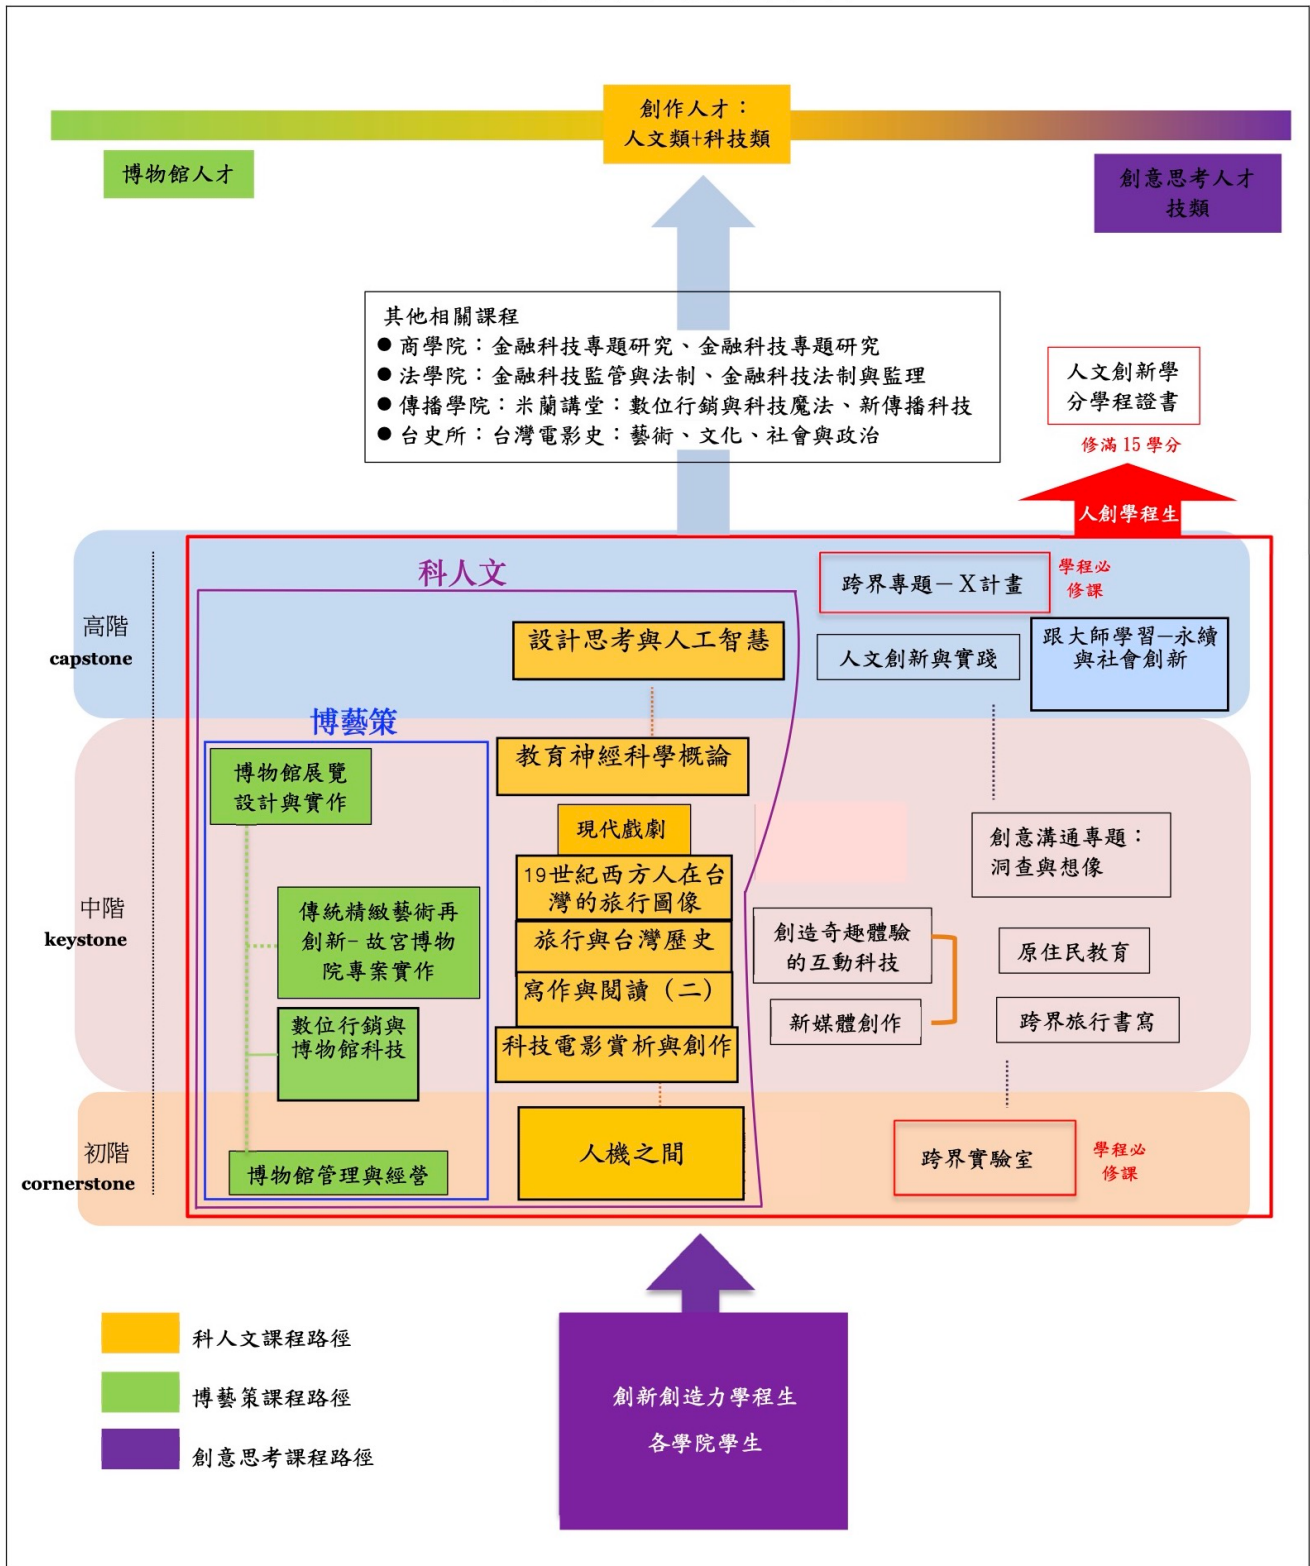 創作人才：
人文類+科技類
博物館人才
創意思考人才
技類
其他相關課程
● 商學院：金融科技專題研究、金融科技專題研究
● 法學院：金融科技監管與法制、金融科技法制與監理
● 傳播學院：米蘭講堂：數位行銷與科技魔法、新傳播科技
● 台史所：台灣電影史：藝術、文化、社會與政治
人文創新學
分學程證書
修滿 15 學分
人創學程生
高階
capstone
科人文
跨界專題－X計畫
學程必
修課
設計思考與人工智慧
人文創新與實踐
跟大師學習－永續
與社會創新
中階
keystone
博藝策
博物館展覽
設計與實作
傳統精緻藝術再
創新- 故宮博物
院專案實作
數位行銷與
博物館科技
教育神經科學概論
現代戲劇
19世紀西方人在台
灣的旅行圖像
旅行與台灣歷史
寫作與閱讀（二）
科技電影賞析與創作
創造奇趣體驗
的互動科技
新媒體創作
創意溝通專題：
洞查與想像
原住民教育
跨界旅行書寫
初階
cornerstone
博物館管理與經營
人機之間
跨界實驗室
學程必
修課
科人文課程路徑
博藝策課程路徑
創意思考課程路徑
創新創造力學程生
各學院學生